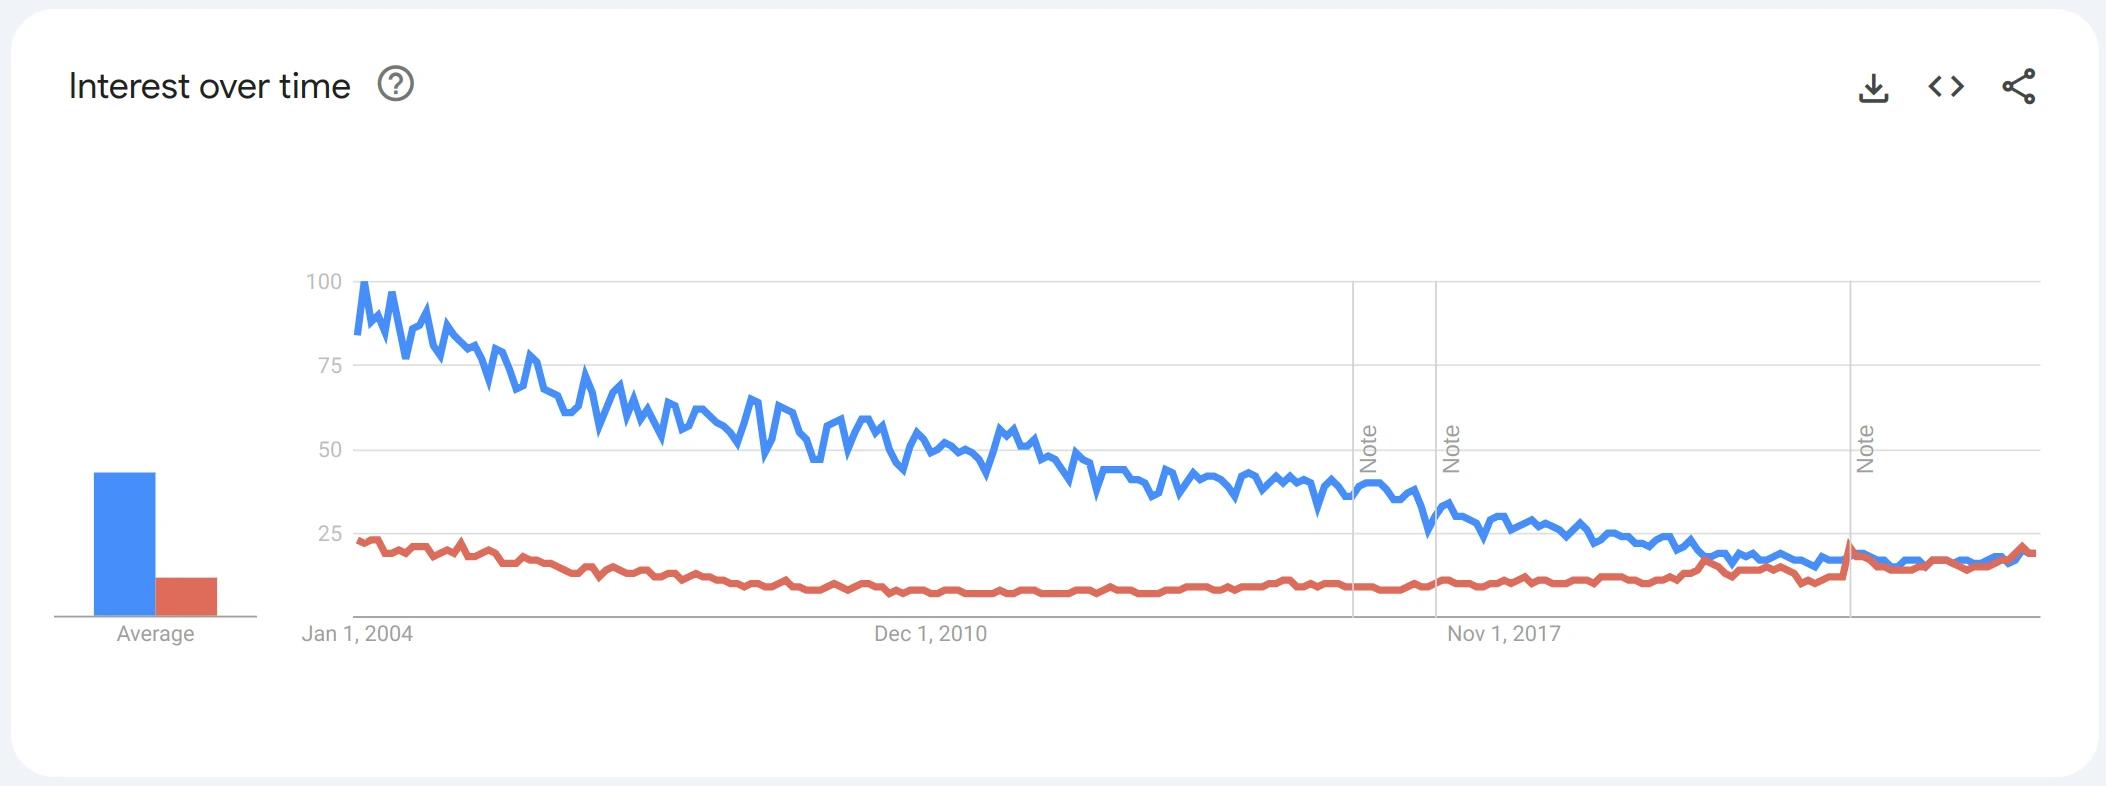 Interest over time
100
75
50
25
Note
Note
Note
Average
Jan 1, 2004
Dec 1, 2010
Nov 1, 2017